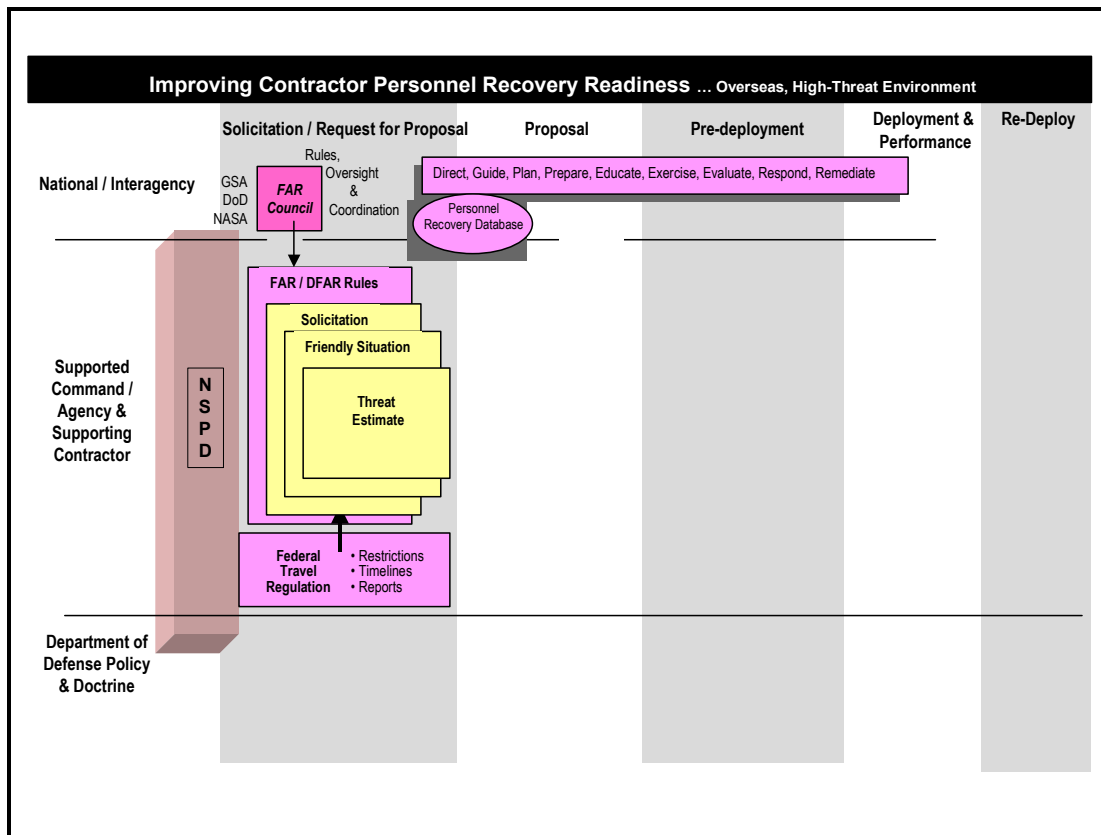 Improving Contractor Personnel Recovery Readiness ... Overseas, High-Threat Environment
Solicitation / Request for Proposal
Proposal
Pre-deployment
Deployment &
Performance
Re-Deploy
National / Interagency
GSA
DoD
NASA
FAR
Council
Rules,
Oversight
&
Coordination
Direct, Guide, Plan, Prepare, Educate, Exercise, Evaluate, Respond, Remediate
Personnel
Recovery Database
Supported
Command /
Agency &
Supporting
Contractor
N
S
P
D
FAR / DFAR Rules
Solicitation
Friendly Situation
Threat
Estimate
Federal
Travel
Regulation
• Restrictions
• Timelines
• Reports
Department of
Defense Policy
& Doctrine